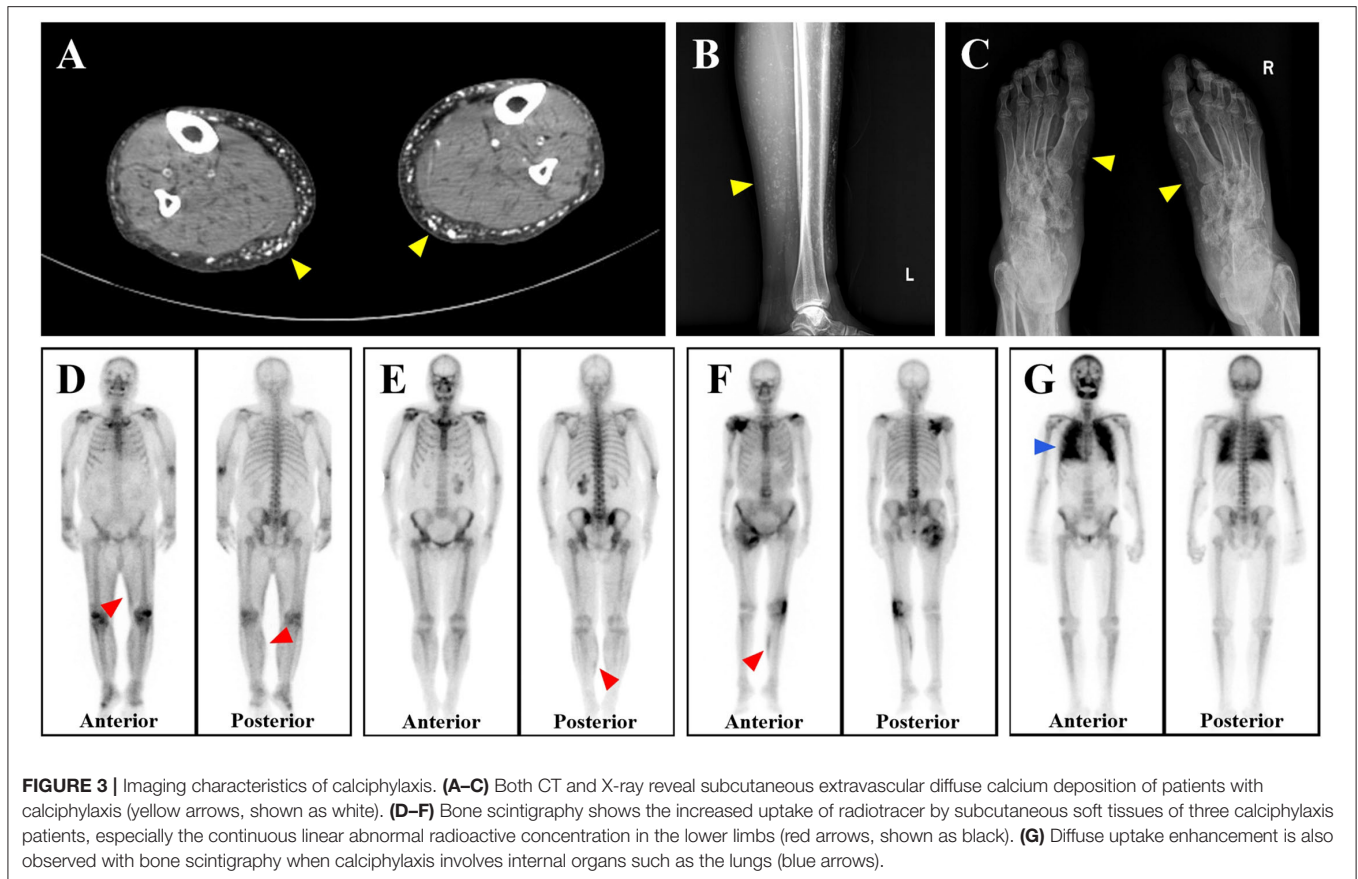 A
B
L
C
R
D
Anterior
Posterior
E
Anterior
Posterior
F
Anterior
Posterior
G
Anterior
Posterior
FIGURE 3 | Imaging characteristics of calciphylaxis. (A–C) Both CT and X-ray reveal subcutaneous extravascular diffuse calcium deposition of patients with
calciphylaxis (yellow arrows, shown as white). (D–F) Bone scintigraphy shows the increased uptake of radiotracer by subcutaneous soft tissues of three calciphylaxis
patients, especially the continuous linear abnormal radioactive concentration in the lower limbs (red arrows, shown as black). (G) Diffuse uptake enhancement is also
observed with bone scintigraphy when calciphylaxis involves internal organs such as the lungs (blue arrows).